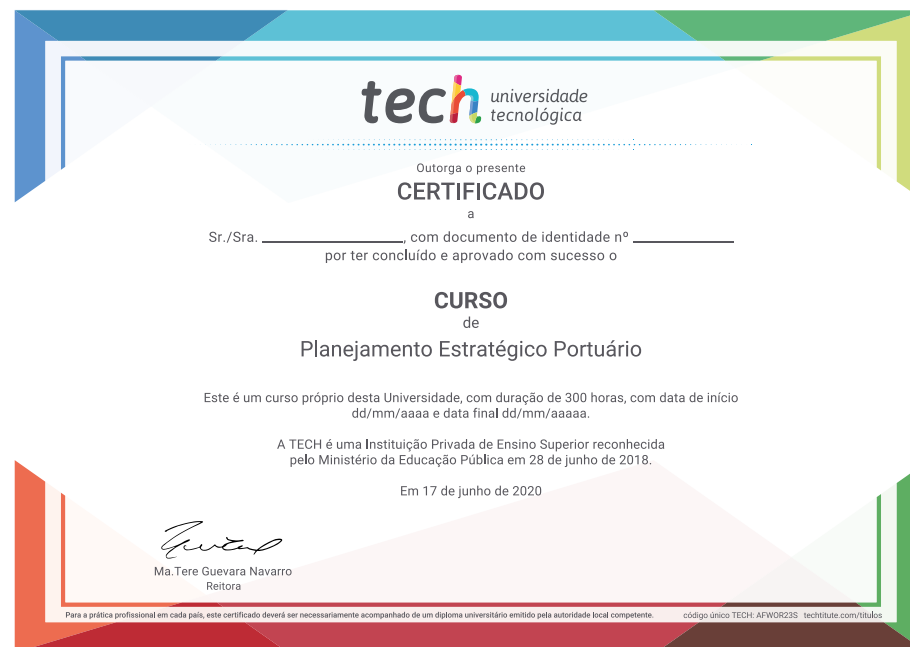 tech universidade
tecnológica
Outorga o presente
CERTIFICADO
a
Sr./Sra. ____________, com documento de identidade nº ____________
por ter concluído e aprovado com sucesso o
CURSO
de
Planejamento Estratégico Portuário
Este é um curso próprio desta Universidade, com duração de 300 horas, com data de início
dd/mm/aaaa e data final dd/mm/aaaaa.
A TECH é uma Instituição Privada de Ensino Superior reconhecida
pelo Ministério da Educação Pública em 28 de junho de 2018.
Em 17 de junho de 2020
Ma.Tere Guevara Navarro
Reitora
Para a prática profissional em cada país, este certificado deverá ser necessariamente acompanhado de um diploma universitário emitido pela autoridade local competente. código único TECH: AFWOR23S techtitute.com/titulos